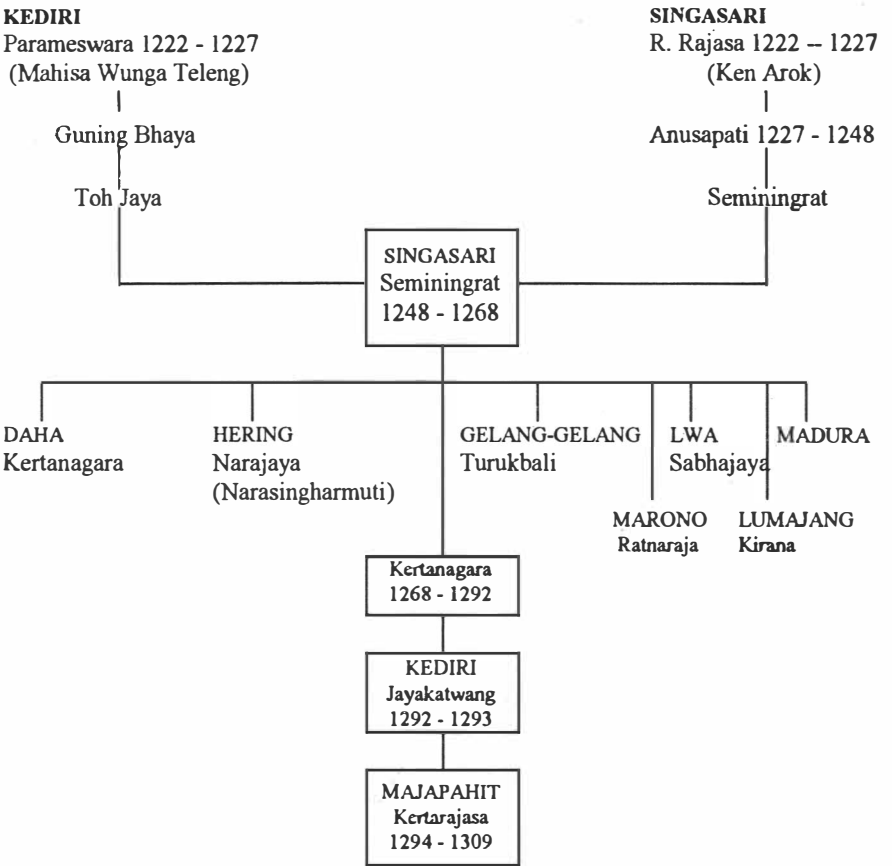 KEDIRI
Parameswara 1222 - 1227
(Mahisa Wunga Teleng)
Guning Bhaya
Toh Jaya
SINGASARI
R. Rajasa 1222 – 1227
(Ken Arok)
Anusapati 1227 - 1248
Seminingrat
SINGASARI
Seminingrat
1248 - 1268
DAHA
Kertanagara
HERING
Narajaya
(Narasingharmuti)
GELANG-GELANG
Turukbali
LWA
Sabhajaya
MADURA
MARONO
Ratnaraja
LUMAJANG
Kirana
Kertanagara
1268 - 1292
KEDIRI
Jayakatwang
1292 - 1293
MAJAPAHIT
Kertarajasa
1294 - 1309